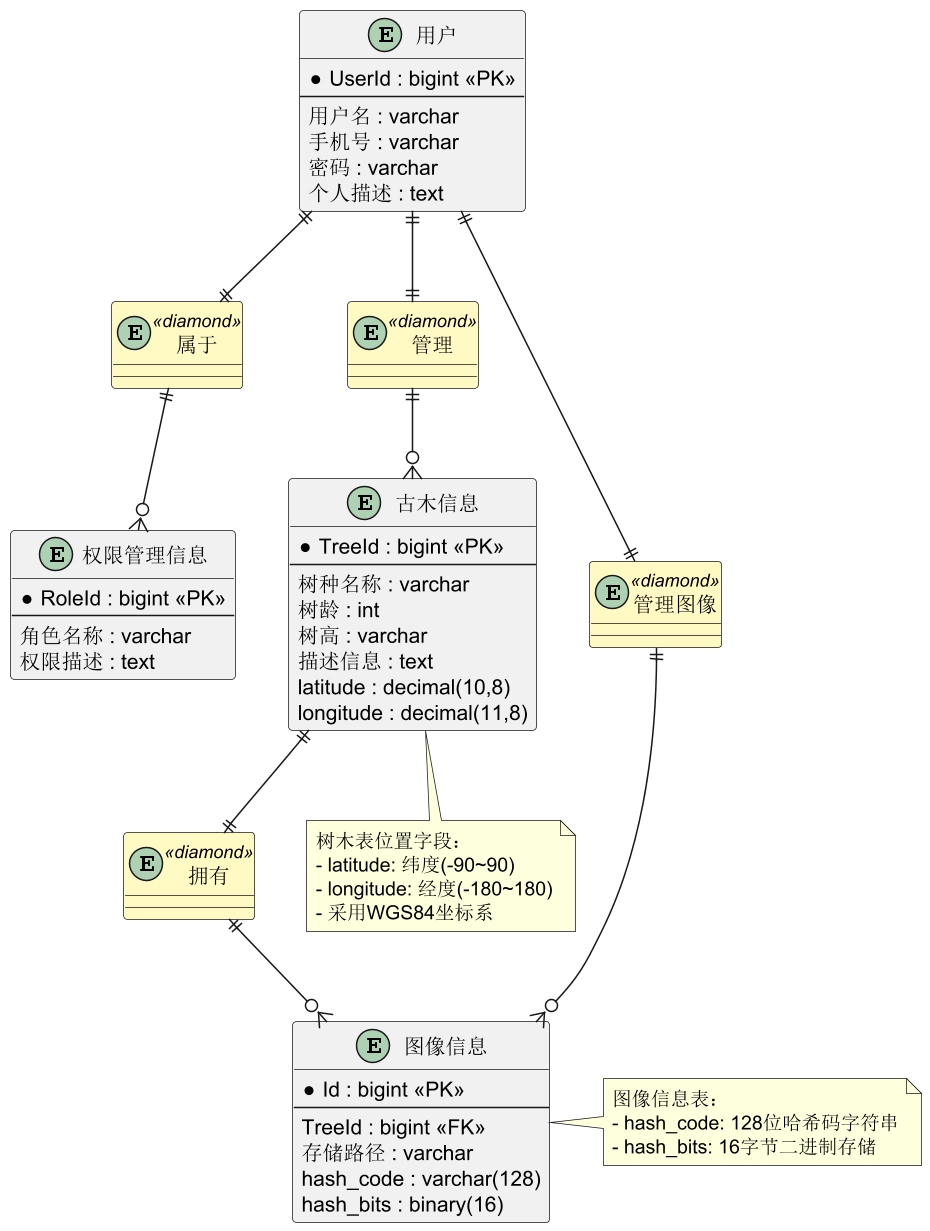 E 用户
● UserId : bigint «PK»
用户名 : varchar
手机号 : varchar
密码 : varchar
个人描述 : text
E «diamond»
属于
E «diamond»
管理
E 古木信息
● TreeId : bigint «PK»
树种名称 : varchar
树龄 : int
树高 : varchar
描述信息 : text
latitude : decimal(10,8)
longitude : decimal(11,8)
E 权限管理信息
● RoleId : bigint «PK»
角色名称 : varchar
权限描述 : text
E «diamond»
管理图像
E «diamond»
拥有
树木表位置字段：
- latitude: 纬度(-90~90)
- longitude: 经度(-180~180)
- 采用WGS84坐标系
E 图像信息
● Id : bigint «PK»
TreeId : bigint «FK»
存储路径 : varchar
hash_code : varchar(128)
hash_bits : binary(16)
图像信息表：
- hash_code: 128位哈希码字符串
- hash_bits: 16字节二进制存储